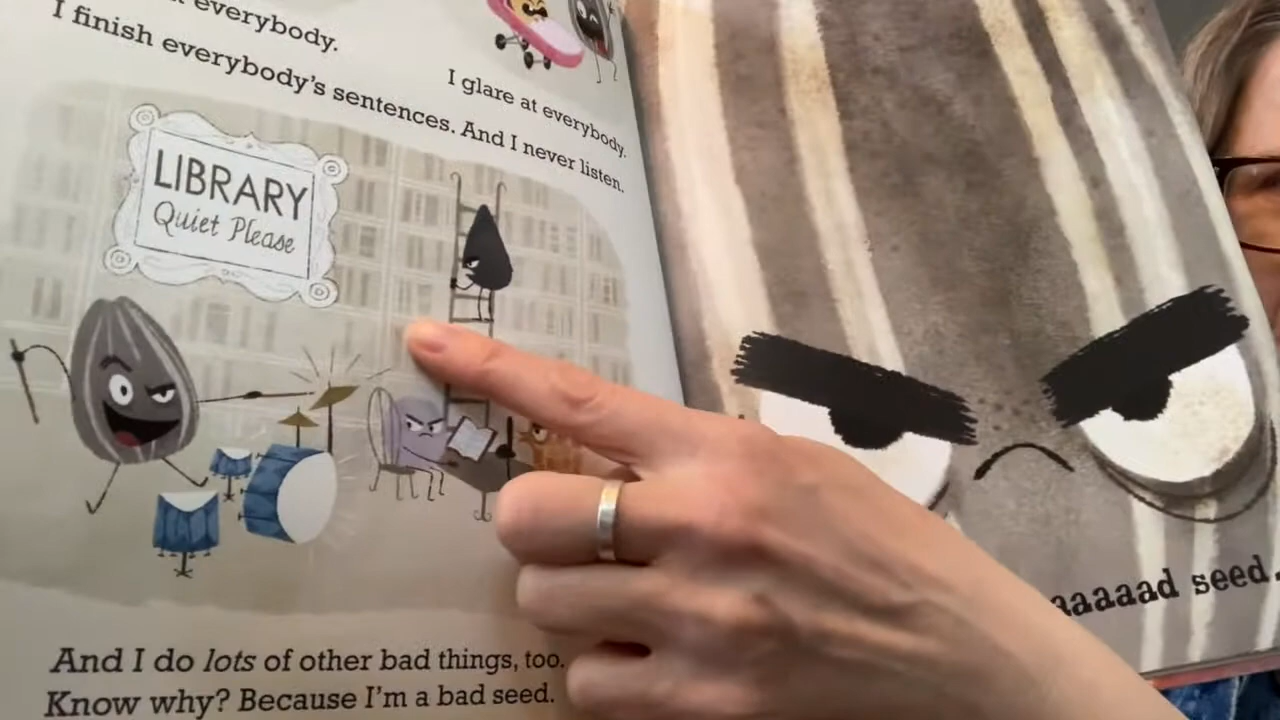 everybody.
I glare at everybody.
I finish everybody's sentences. And I never listen.
LIBRARY
Quiet Please
And I do lots of other bad things, too.
Know why? Because I'm a bad seed.
aaaaad seed.